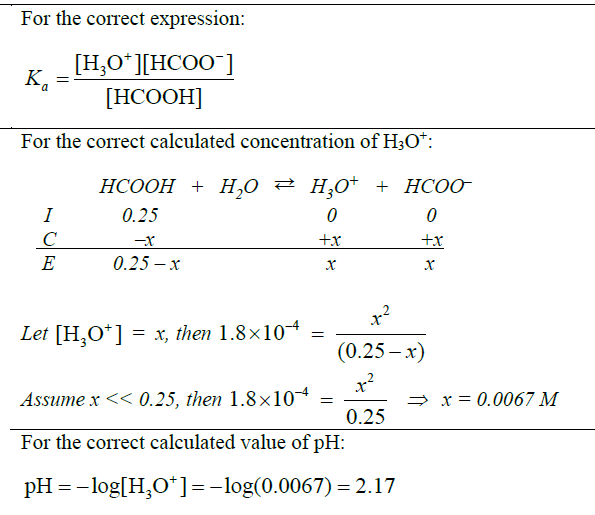 For the correct expression:
Kₐ = [H₃O⁺][HCOO⁻] / [HCOOH]
For the correct calculated concentration of H₃O⁺:
HCOOH + H₂O ⇄ H₃O⁺ + HCOO⁻
I 0.25 0 0
C –x +x +x
E 0.25 – x x x
Let [H₃O⁺] = x, then 1.8×10⁻⁴ = x² / (0.25 – x)
Assume x << 0.25, then 1.8×10⁻⁴ = x² / 0.25 ⇒ x = 0.0067 M
For the correct calculated value of pH:
pH = –log[H₃O⁺] = –log(0.0067) = 2.17